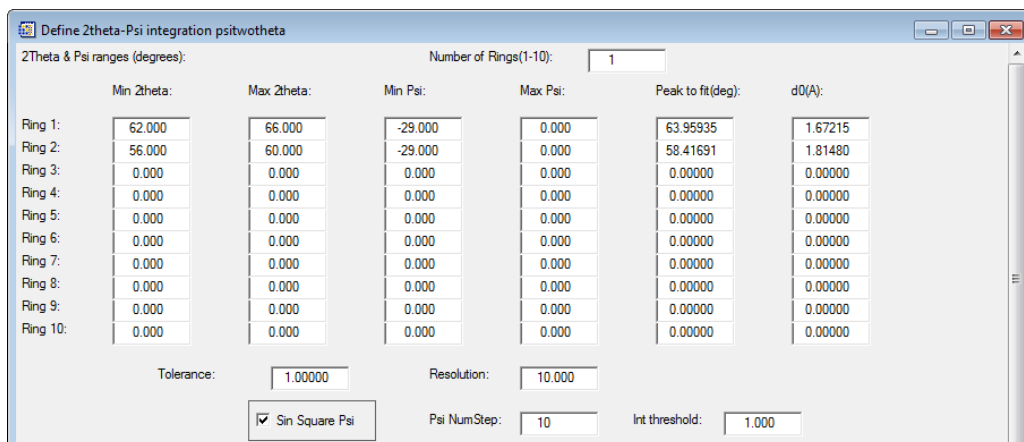 Define 2theta-Psi integration psitwotheta
2Theta & Psi ranges (degrees): Number of Rings(1-10): 1
Min 2theta: Max 2theta: Min Psi: Max Psi: Peak to fit(deg): d0(A):
Ring 1: 62.000 66.000 -29.000 0.000 63.95935 1.67215
Ring 2: 56.000 60.000 -29.000 0.000 58.41691 1.81480
Ring 3: 0.000 0.000 0.000 0.000 0.00000 0.00000
Ring 4: 0.000 0.000 0.000 0.000 0.00000 0.00000
Ring 5: 0.000 0.000 0.000 0.000 0.00000 0.00000
Ring 6: 0.000 0.000 0.000 0.000 0.00000 0.00000
Ring 7: 0.000 0.000 0.000 0.000 0.00000 0.00000
Ring 8: 0.000 0.000 0.000 0.000 0.00000 0.00000
Ring 9: 0.000 0.000 0.000 0.000 0.00000 0.00000
Ring 10: 0.000 0.000 0.000 0.000 0.00000 0.00000
Tolerance: 1.00000 Resolution: 10.000
Sin Square Psi Psi NumStep: 10 Int threshold: 1.000